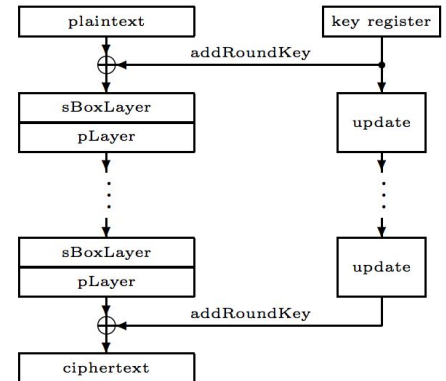 plaintext
key register
addRoundKey
sBoxLayer
pLayer
update
sBoxLayer
pLayer
update
addRoundKey
ciphertext